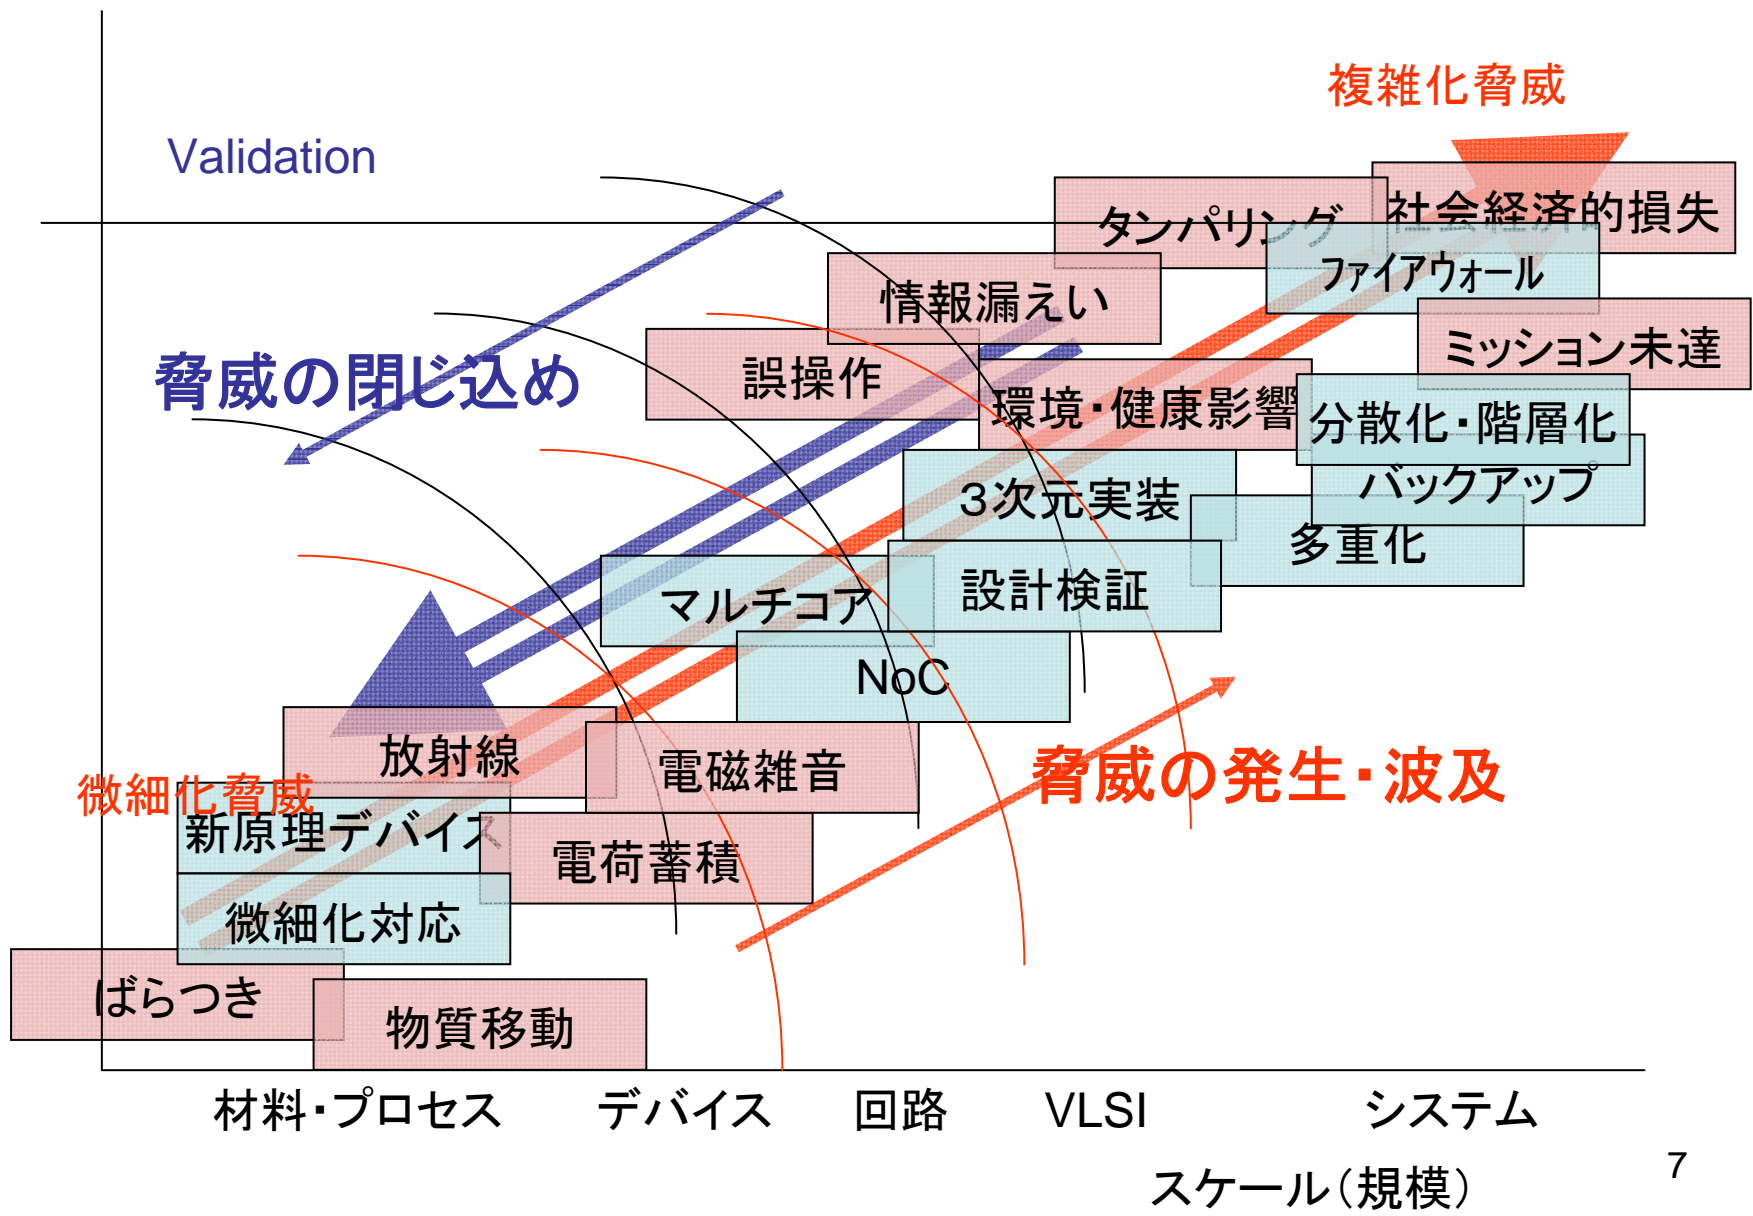 複雑化脅威
Validation
タンパリング
社会経済的損失
ファイアウォール
情報漏えい
ミッション未達
誤操作
脅威の閉じ込め
環境・健康影響
分散化・階層化
バックアップ
3次元実装
多重化
設計検証
マルチコア
NoC
放射線
電磁雑音
脅威の発生・波及
微細化脅威
新原理デバイス
電荷蓄積
微細化対応
ばらつき
物質移動
材料・プロセス デバイス 回路 VLSI システム
スケール(規模)
7